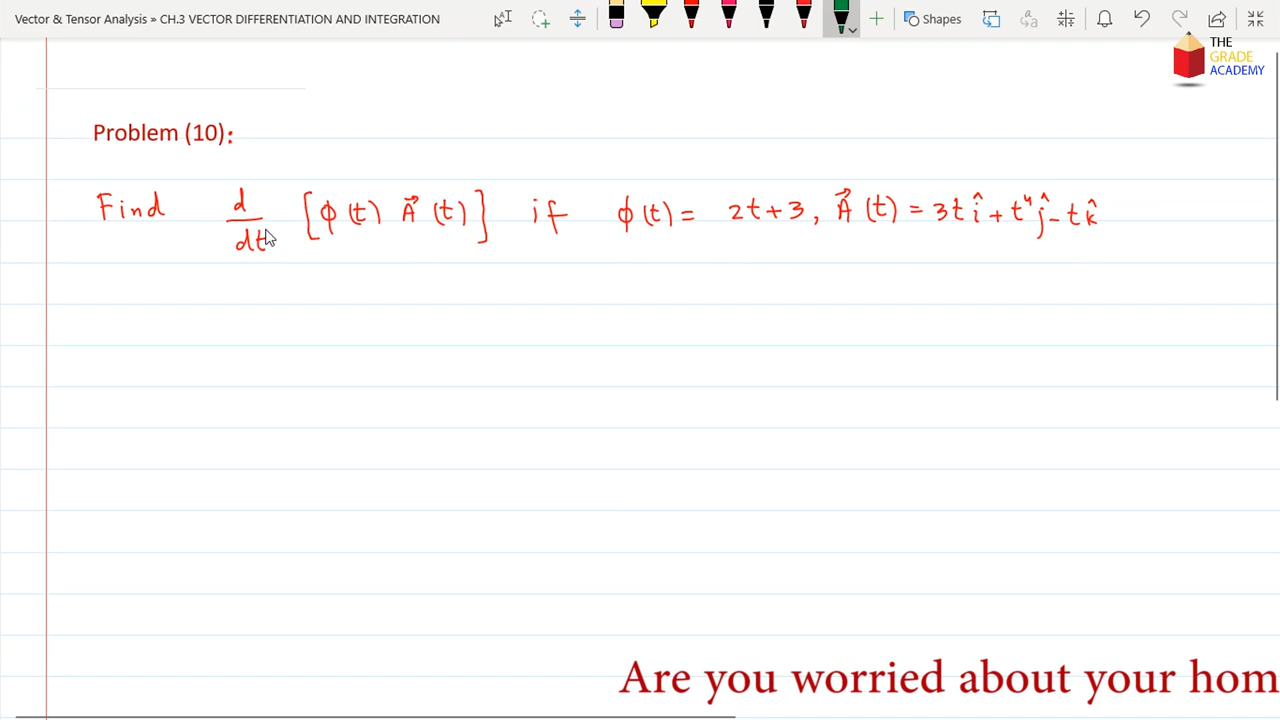 Vector & Tensor Analysis » CH.3 VECTOR DIFFERENTIATION AND INTEGRATION
Shapes
THE
GRADE
ACADEMY
Problem (10):
Find d/dt [ϕ(t) A⃗(t)] if ϕ(t) = 2t+3, A⃗(t) = 3t î + t⁴ ĵ − t k̂
Are you worried about your hom